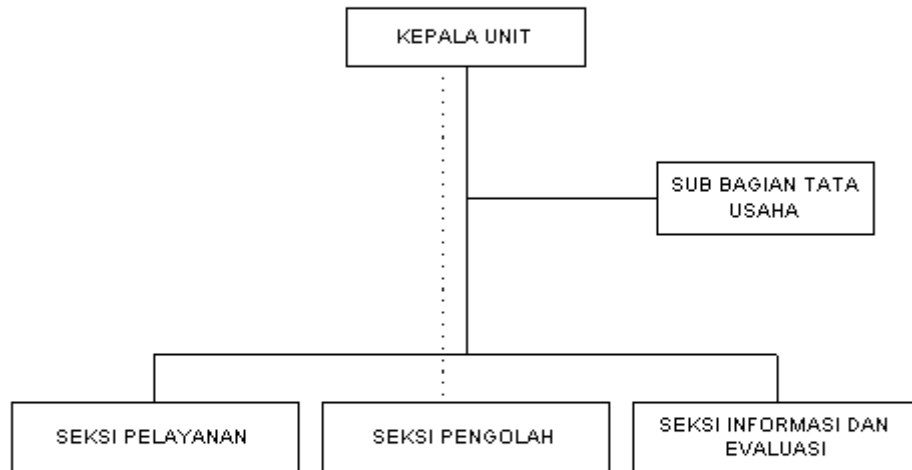 KEPALA UNIT
SUB BAGIAN TATA
USAHA
SEKSI PELAYANAN
SEKSI PENGOLAH
SEKSI INFORMASI DAN
EVALUASI